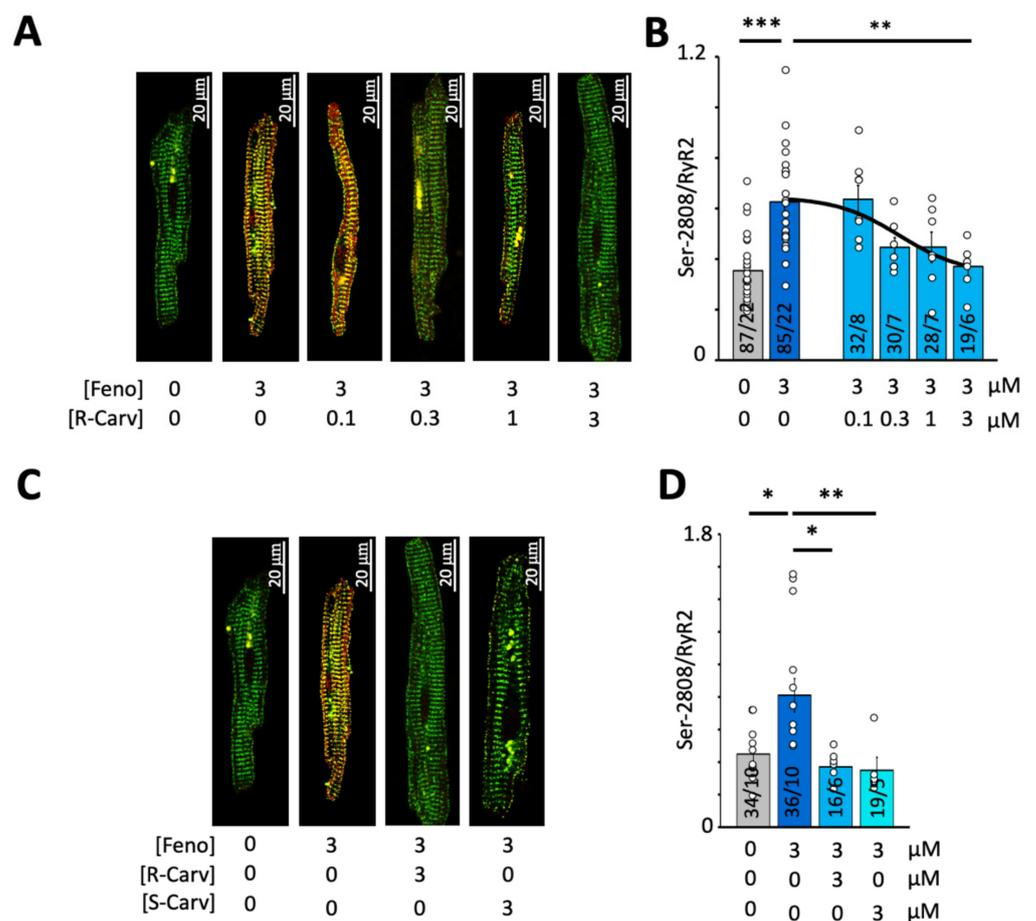 A
20 µm 20 µm 20 µm 20 µm 20 µm 20 µm
[Feno] 0 3 3 3 3 3
[R-Carv] 0 0 0.1 0.3 1 3
B
*** **
1.2
Ser-2808/RyR2
0
87/22 85/22 32/8 30/7 28/7 19/6
0 3 3 3 3 3 µM
0 0 0.1 0.3 1 3 µM
C
20 µm 20 µm 20 µm 20 µm
[Feno] 0 3 3 3
[R-Carv] 0 0 3 0
[S-Carv] 0 0 0 3
D
* **
*
1.8
Ser-2808/RyR2
0
34/10 36/10 16/6 19/5
0 3 3 3 µM
0 0 3 0 µM
0 0 0 3 µM